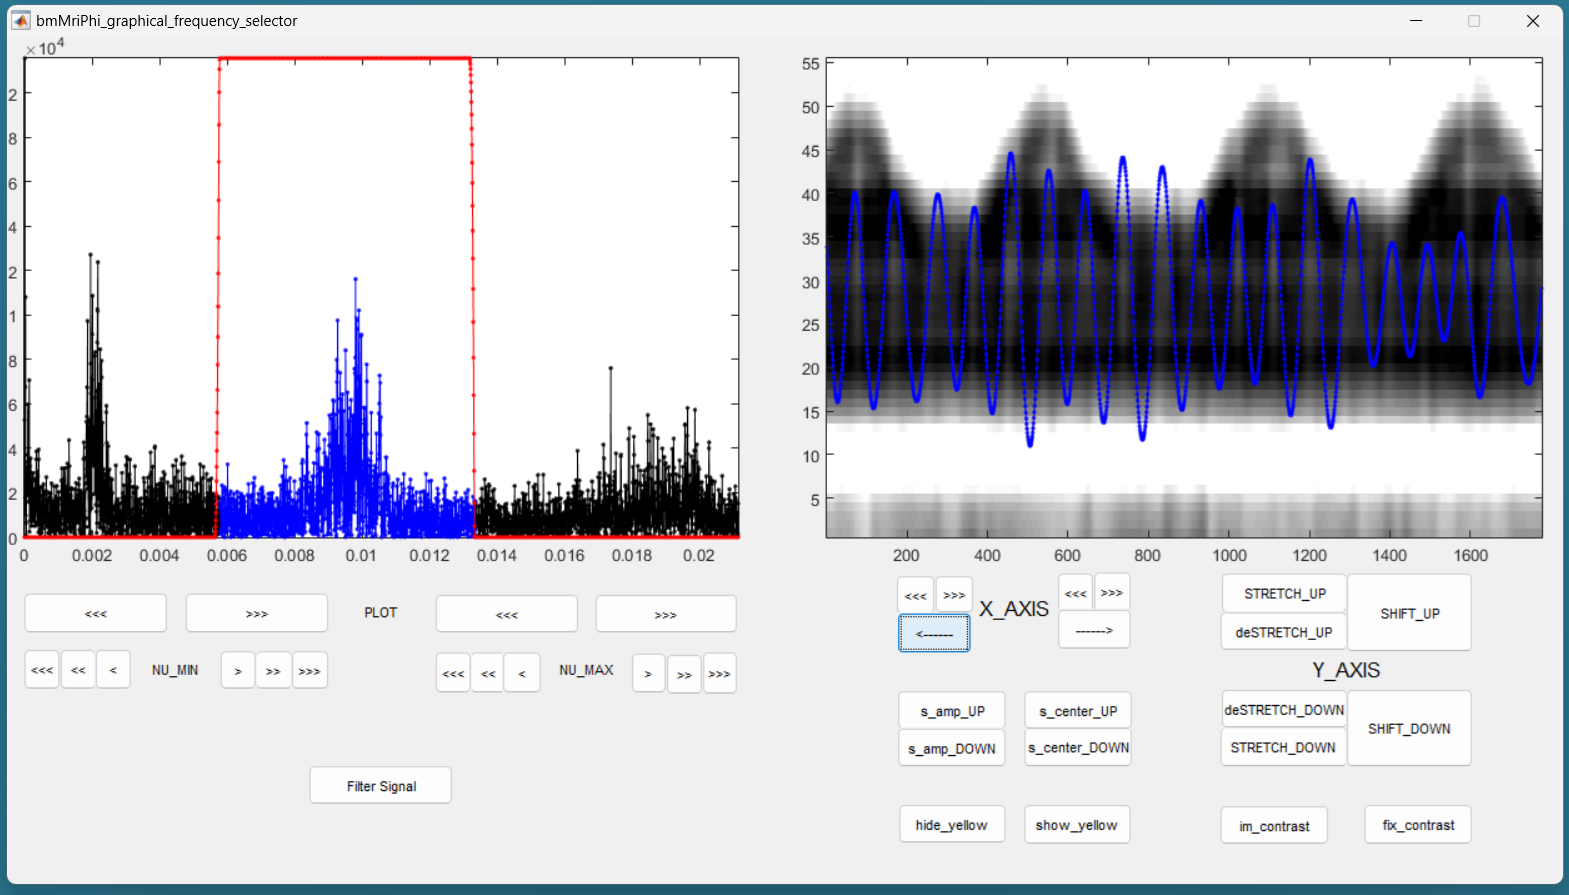 bmMriPhi_graphical_frequency_selector
×10^4
2
8
6
4
2
1
8
6
4
2
0
0 0.002 0.004 0.006 0.008 0.01 0.012 0.014 0.016 0.018 0.02
55
50
45
40
35
30
25
20
15
10
5
200 400 600 800 1000 1200 1400 1600
<<< >>> PLOT <<< >>>
<<< << < NU_MIN > >> >>> <<< << < NU_MAX > >> >>>
Filter Signal
<<< >>> X_AXIS <<< >>>
<------ ------>
STRETCH_UP
deSTRETCH_UP
SHIFT_UP
Y_AXIS
deSTRETCH_DOWN
STRETCH_DOWN
SHIFT_DOWN
s_amp_UP s_center_UP
s_amp_DOWN s_center_DOWN
hide_yellow show_yellow im_contrast fix_contrast